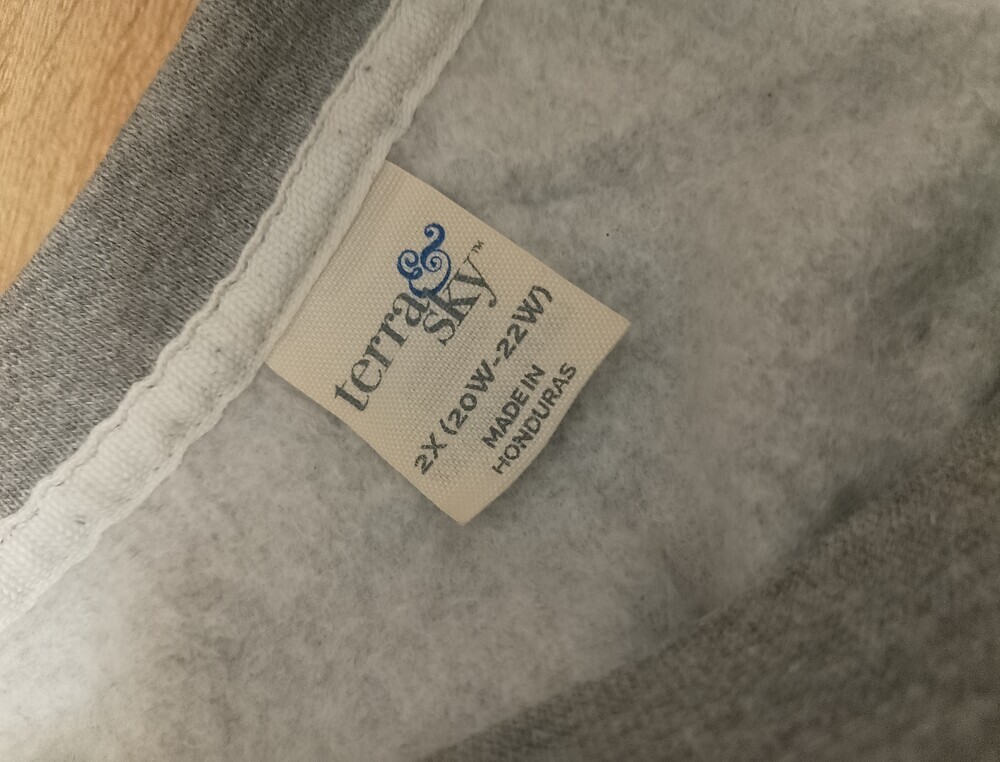 terra &
sky™
2X (20W-22W)
MADE IN
HONDURAS